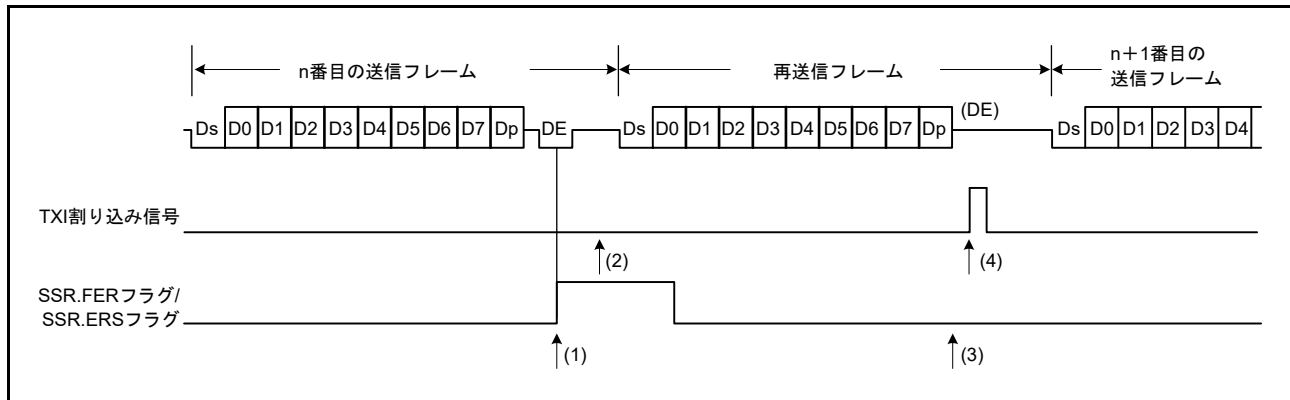 n番目の送信フレーム
再送信フレーム
n＋1番目の
送信フレーム
Ds D0 D1 D2 D3 D4 D5 D6 D7 Dp DE Ds D0 D1 D2 D3 D4 D5 D6 D7 Dp (DE) Ds D0 D1 D2 D3 D4
TXI割り込み信号
(2)
(4)
SSR.FERフラグ/
SSR.ERSフラグ
(1)
(3)